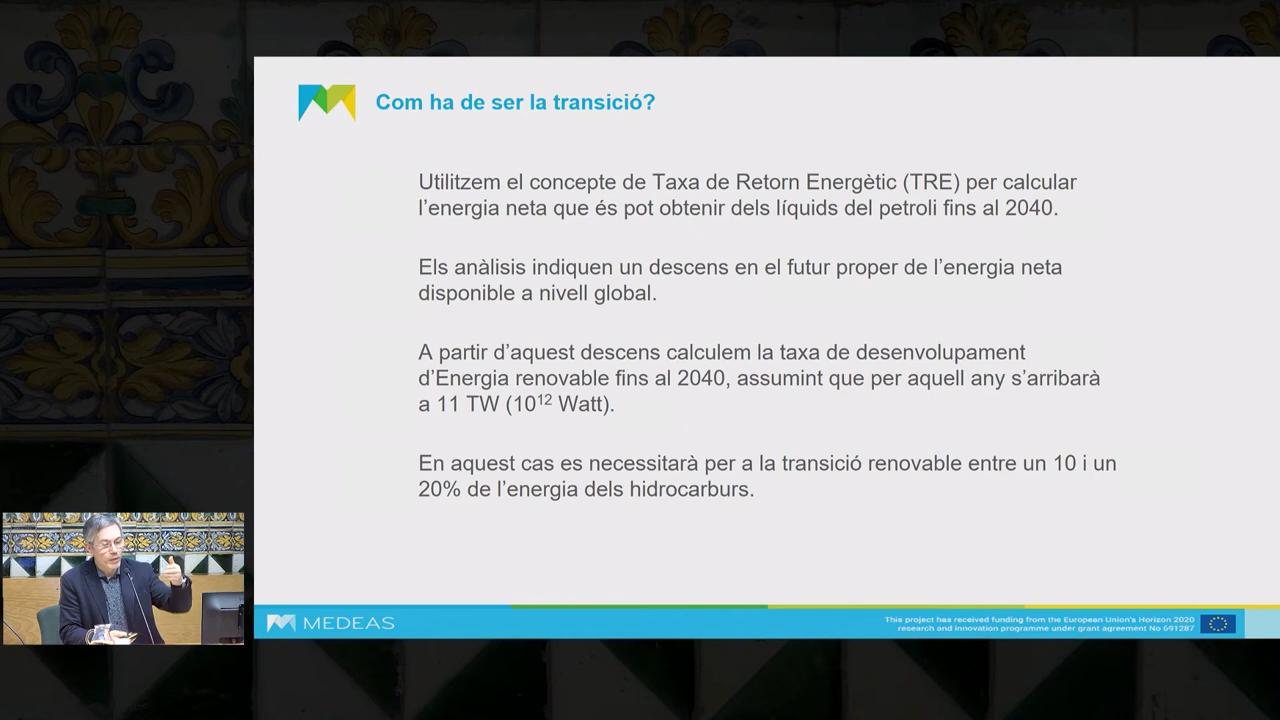 Com ha de ser la transició?
Utilitzem el concepte de Taxa de Retorn Energètic (TRE) per calcular
l’energia neta que és pot obtenir dels líquids del petroli fins al 2040.
Els anàlisis indiquen un descens en el futur proper de l’energia neta
disponible a nivell global.
A partir d’aquest descens calculem la taxa de desenvolupament
d’Energia renovable fins al 2040, assumint que per aquell any s’arribarà
a 11 TW (10¹² Watt).
En aquest cas es necessitarà per a la transició renovable entre un 10 i un
20% de l’energia dels hidrocarburs.
MEDEAS
This project has received funding from the European Union's Horizon 2020
research and innovation programme under grant agreement No 691287